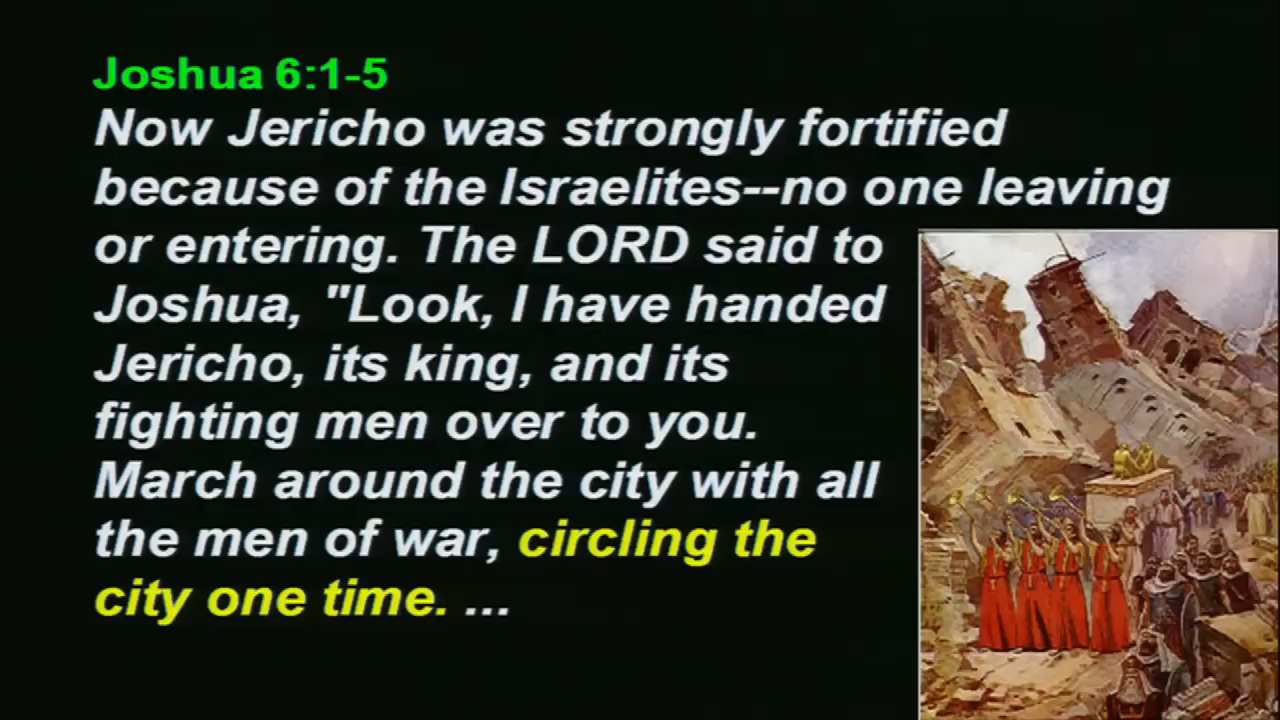 Joshua 6:1-5
Now Jericho was strongly fortified
because of the Israelites--no one leaving
or entering. The LORD said to
Joshua, "Look, I have handed
Jericho, its king, and its
fighting men over to you.
March around the city with all
the men of war, circling the
city one time. ...